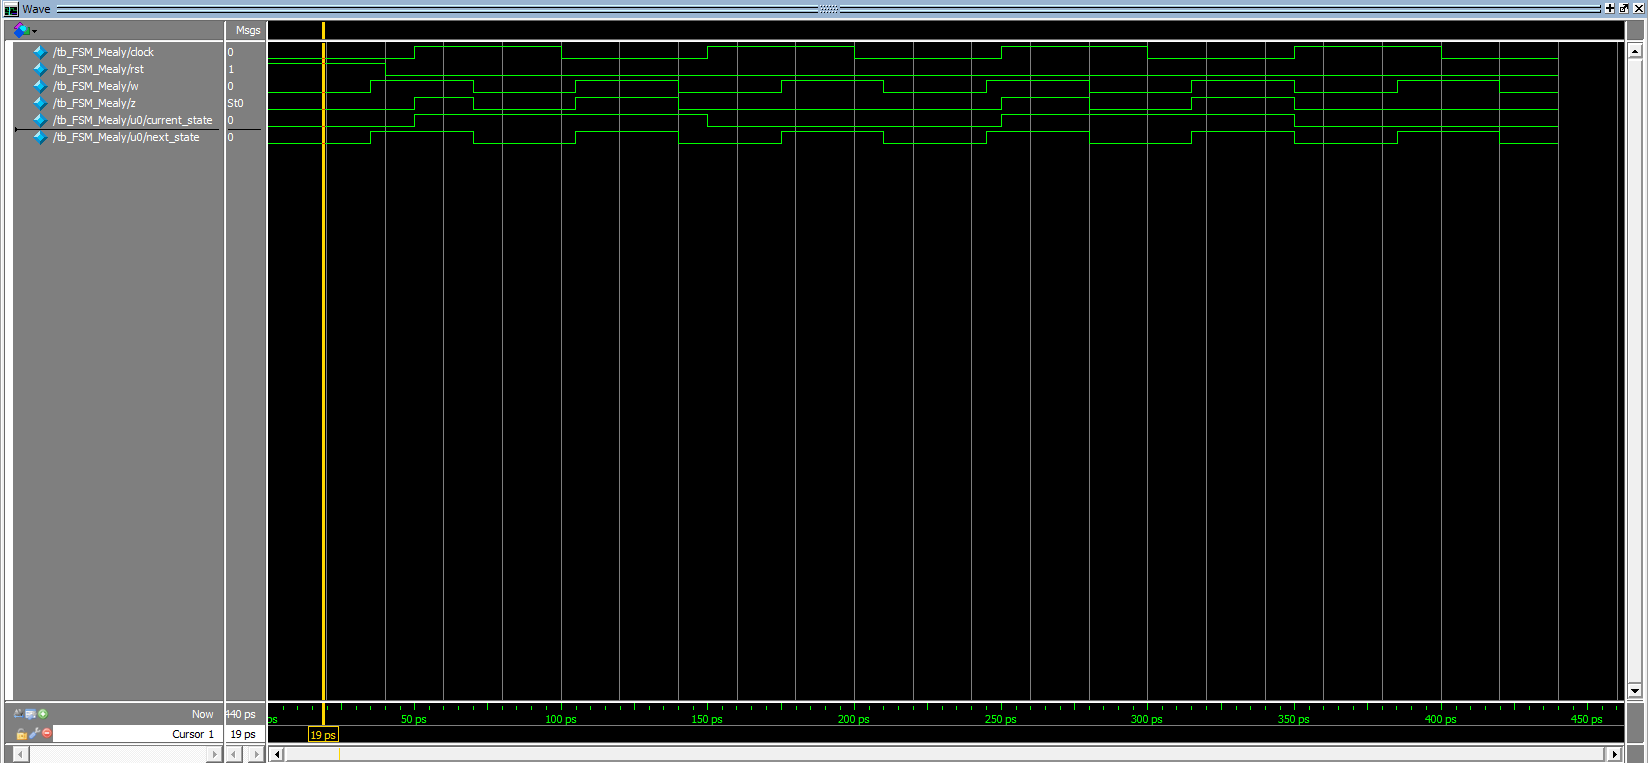 Wave
Msgs
/tb_FSM_Mealy/clock 0
/tb_FSM_Mealy/rst 1
/tb_FSM_Mealy/w 0
/tb_FSM_Mealy/z St0
/tb_FSM_Mealy/u0/current_state 0
/tb_FSM_Mealy/u0/next_state 0
Now 440 ps ps 50 ps 100 ps 150 ps 200 ps 250 ps 300 ps 350 ps 400 ps 450 ps
Cursor 1 19 ps 19 ps